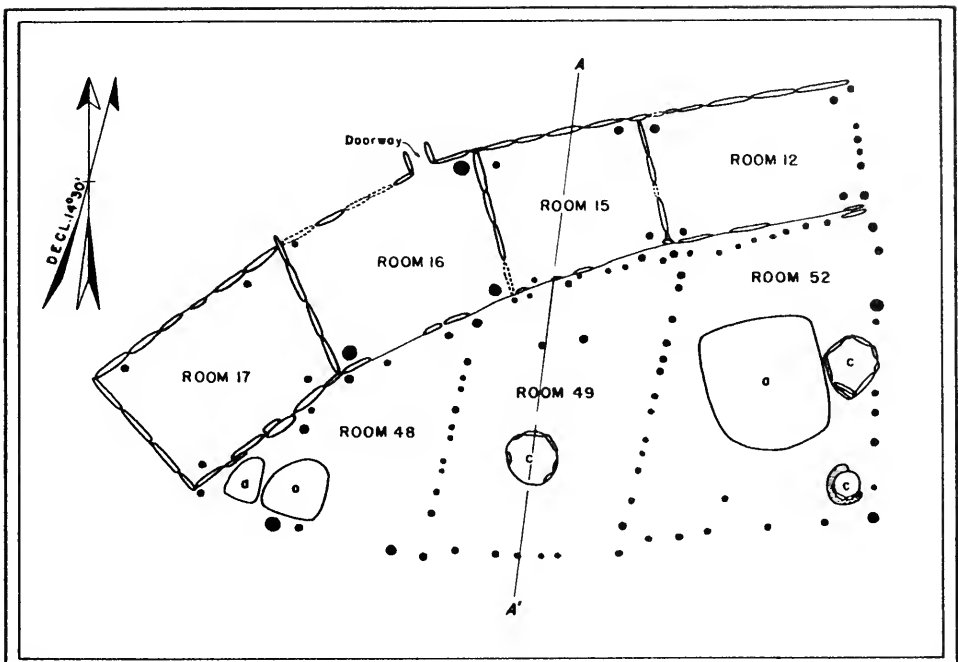 A
Doorway
ROOM 12
ROOM 15
DECL. 14°30'
ROOM 16
ROOM 52
a
c
ROOM 17
ROOM 49
ROOM 48
c
a
a
c
A'